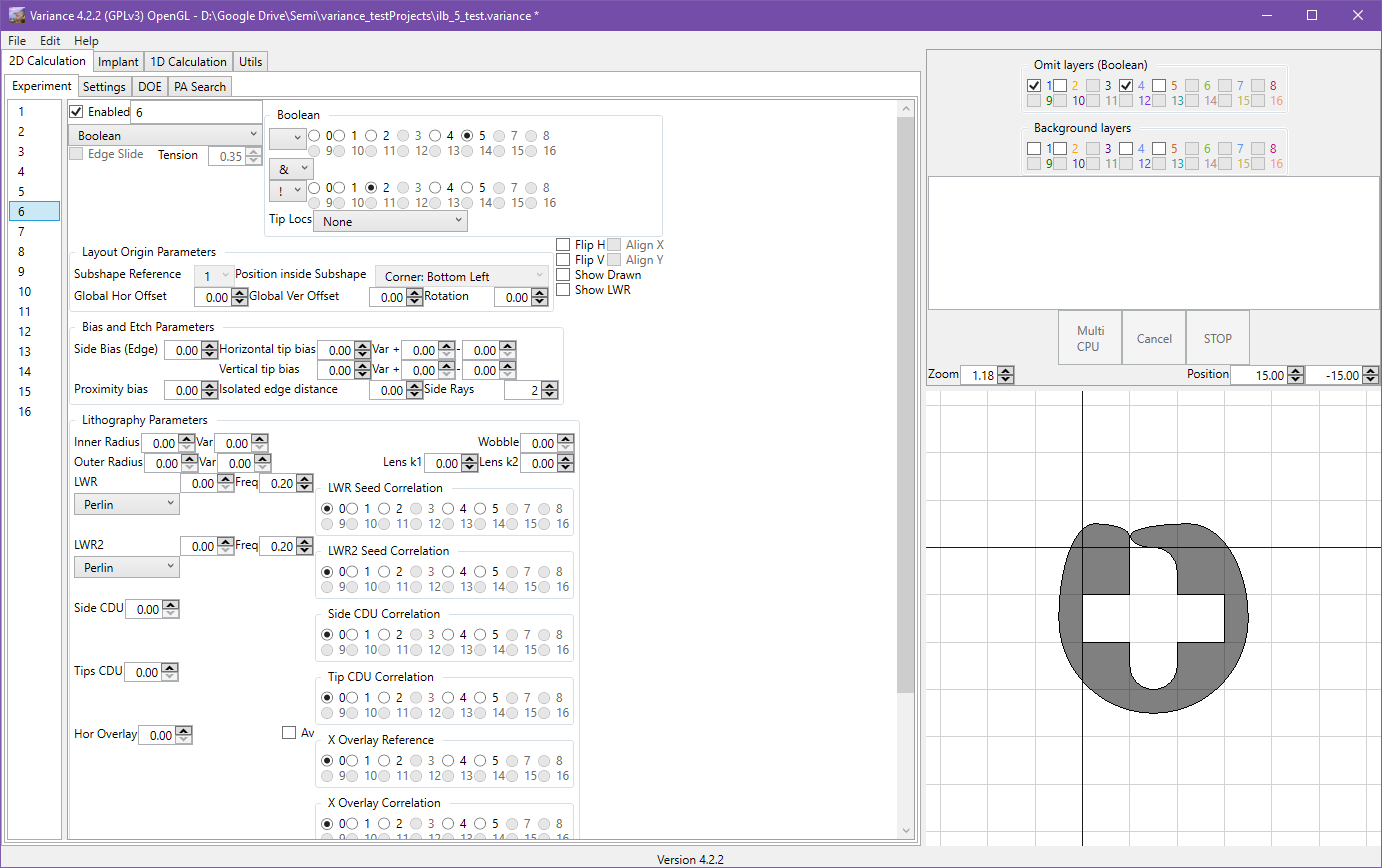 Variance 4.2.2 (GPLv3) OpenGL - D:\Google Drive\Semi\variance_testProjects\ilb_5_test.variance *
File Edit Help
2D Calculation Implant 1D Calculation Utils
Experiment Settings DOE PA Search
1
2
3
4
5
6
7
8
9
10
11
12
13
14
15
16
Enabled 6
Boolean
Edge Slide Tension 0.35
Boolean
0 1 2 3 4 5 7 8
9 10 11 12 13 14 15 16
&
! 0 1 2 3 4 5 7 8
9 10 11 12 13 14 15 16
Tip Locs None
Layout Origin Parameters
Subshape Reference 1 Position inside Subshape Corner: Bottom Left
Global Hor Offset 0.00 Global Ver Offset 0.00 Rotation 0.00
Flip H Align X
Flip V Align Y
Show Drawn
Show LWR
Bias and Etch Parameters
Side Bias (Edge) 0.00 Horizontal tip bias 0.00 Var + 0.00 - 0.00
Vertical tip bias 0.00 Var + 0.00 - 0.00
Proximity bias 0.00 Isolated edge distance 0.00 Side Rays 2
Lithography Parameters
Inner Radius 0.00 Var 0.00 Wobble 0.00
Outer Radius 0.00 Var 0.00 Lens k1 0.00 Lens k2 0.00
LWR 0.00 Freq 0.20
Perlin
LWR Seed Correlation
0 1 2 3 4 5 7 8
9 10 11 12 13 14 15 16
LWR2 0.00 Freq 0.20
Perlin
LWR2 Seed Correlation
0 1 2 3 4 5 7 8
9 10 11 12 13 14 15 16
Side CDU 0.00
Side CDU Correlation
0 1 2 3 4 5 7 8
9 10 11 12 13 14 15 16
Tips CDU 0.00
Tip CDU Correlation
0 1 2 3 4 5 7 8
9 10 11 12 13 14 15 16
Hor Overlay 0.00 Av
X Overlay Reference
0 1 2 3 4 5 7 8
9 10 11 12 13 14 15 16
X Overlay Correlation
0 1 2 3 4 5 7 8
9 10 11 12 13 14 15 16
Omit layers (Boolean)
1 2 3 4 5 6 7 8
9 10 11 12 13 14 15 16
Background layers
1 2 3 4 5 6 7 8
9 10 11 12 13 14 15 16
Multi
CPU
Cancel
STOP
Zoom 1.18 Position 15.00 -15.00
Version 4.2.2